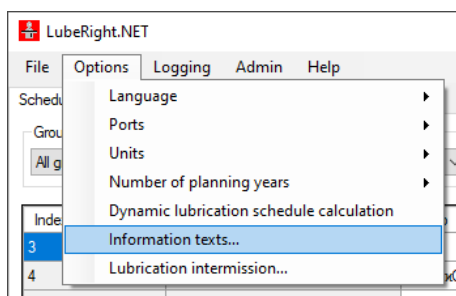 LubeRight.NET
File Options Logging Admin Help
Language
Ports
Units
Number of planning years
Dynamic lubrication schedule calculation
Information texts...
Lubrication intermission...
3
4